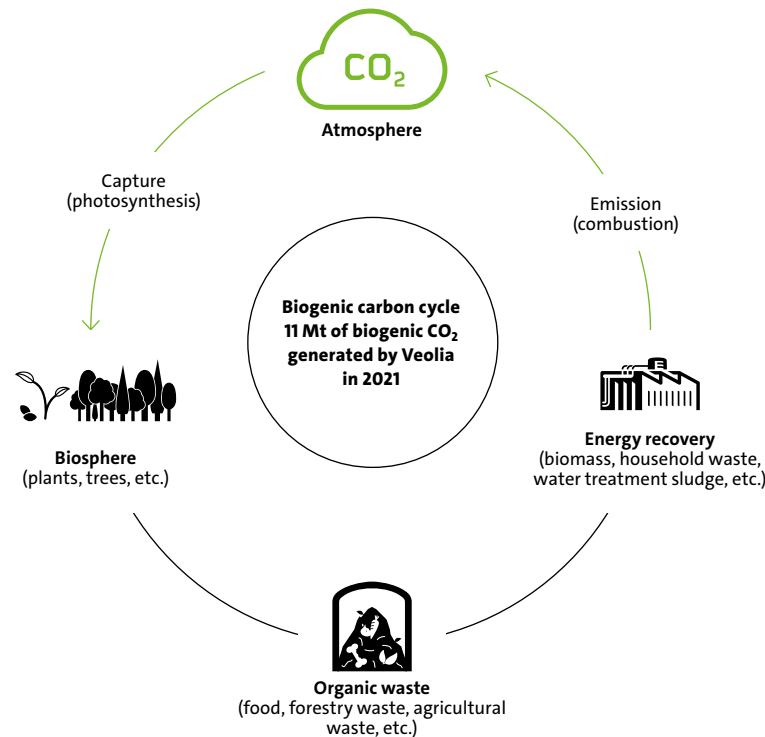 CO₂
Atmosphere
Capture
(photosynthesis)
Emission
(combustion)
Biogenic carbon cycle
11 Mt of biogenic CO₂
generated by Veolia
in 2021
Biosphere
(plants, trees, etc.)
E
Energy recovery
(biomass, household waste,
water treatment sludge, etc.)
Organic waste
(food, forestry waste, agricultural
waste, etc.)